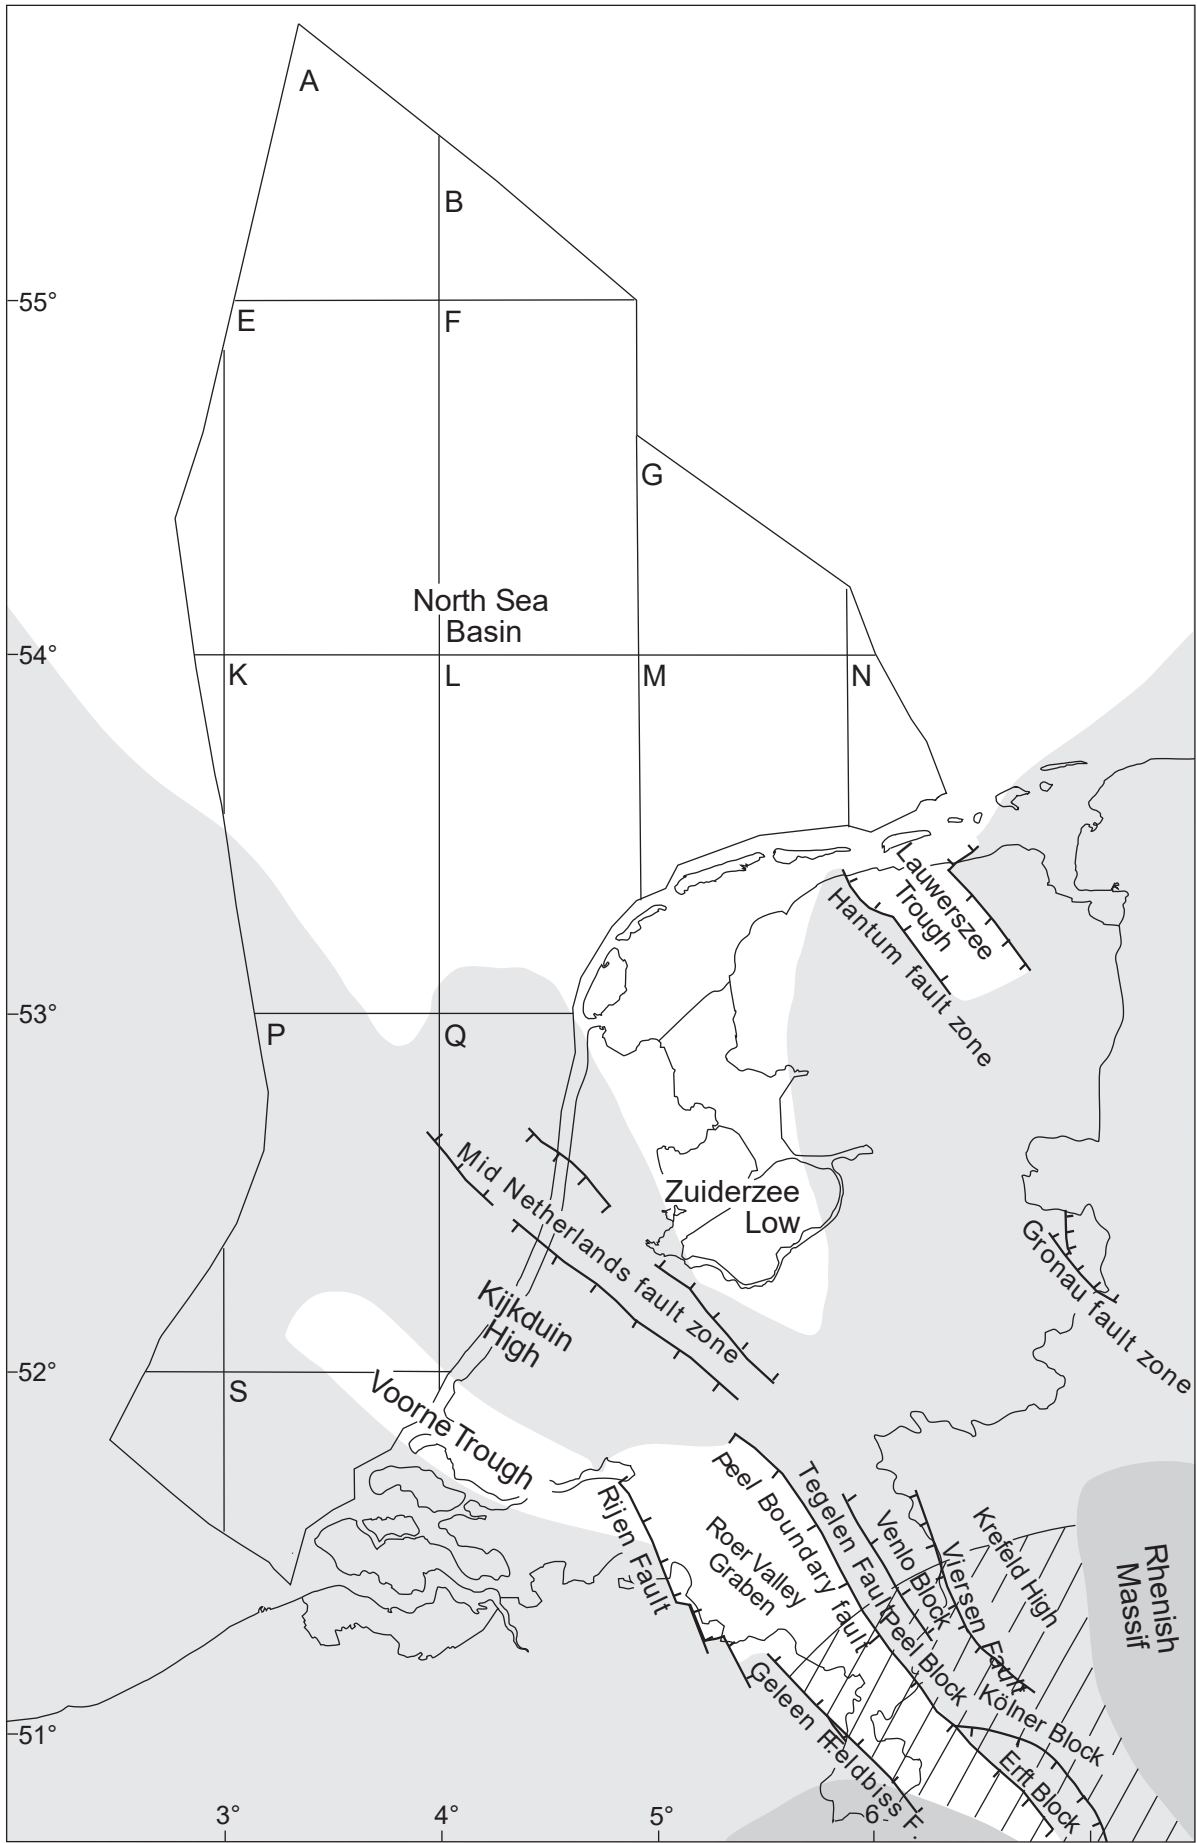 A
B
55°
E
F
G
North Sea
Basin
54°
K
L
M
N
Lauwerszee
Trough
Hantum fault zone
53°
P
Q
Mid Netherlands fault zone
Zuiderzee
Low
Gronau fault zone
Kijkduin
High
52°
S
Voorne Trough
Peel Boundary fault
Tegelen Fault
Venlo Block
Viersen Fault
Krefeld High
Rhenish
Massif
Rijen Fault
Roer Valley
Graben
Peel Block
Geleen F.
Feldbiss F.
Kölner Block
Erft Block
51°
3°
4°
5°
6°